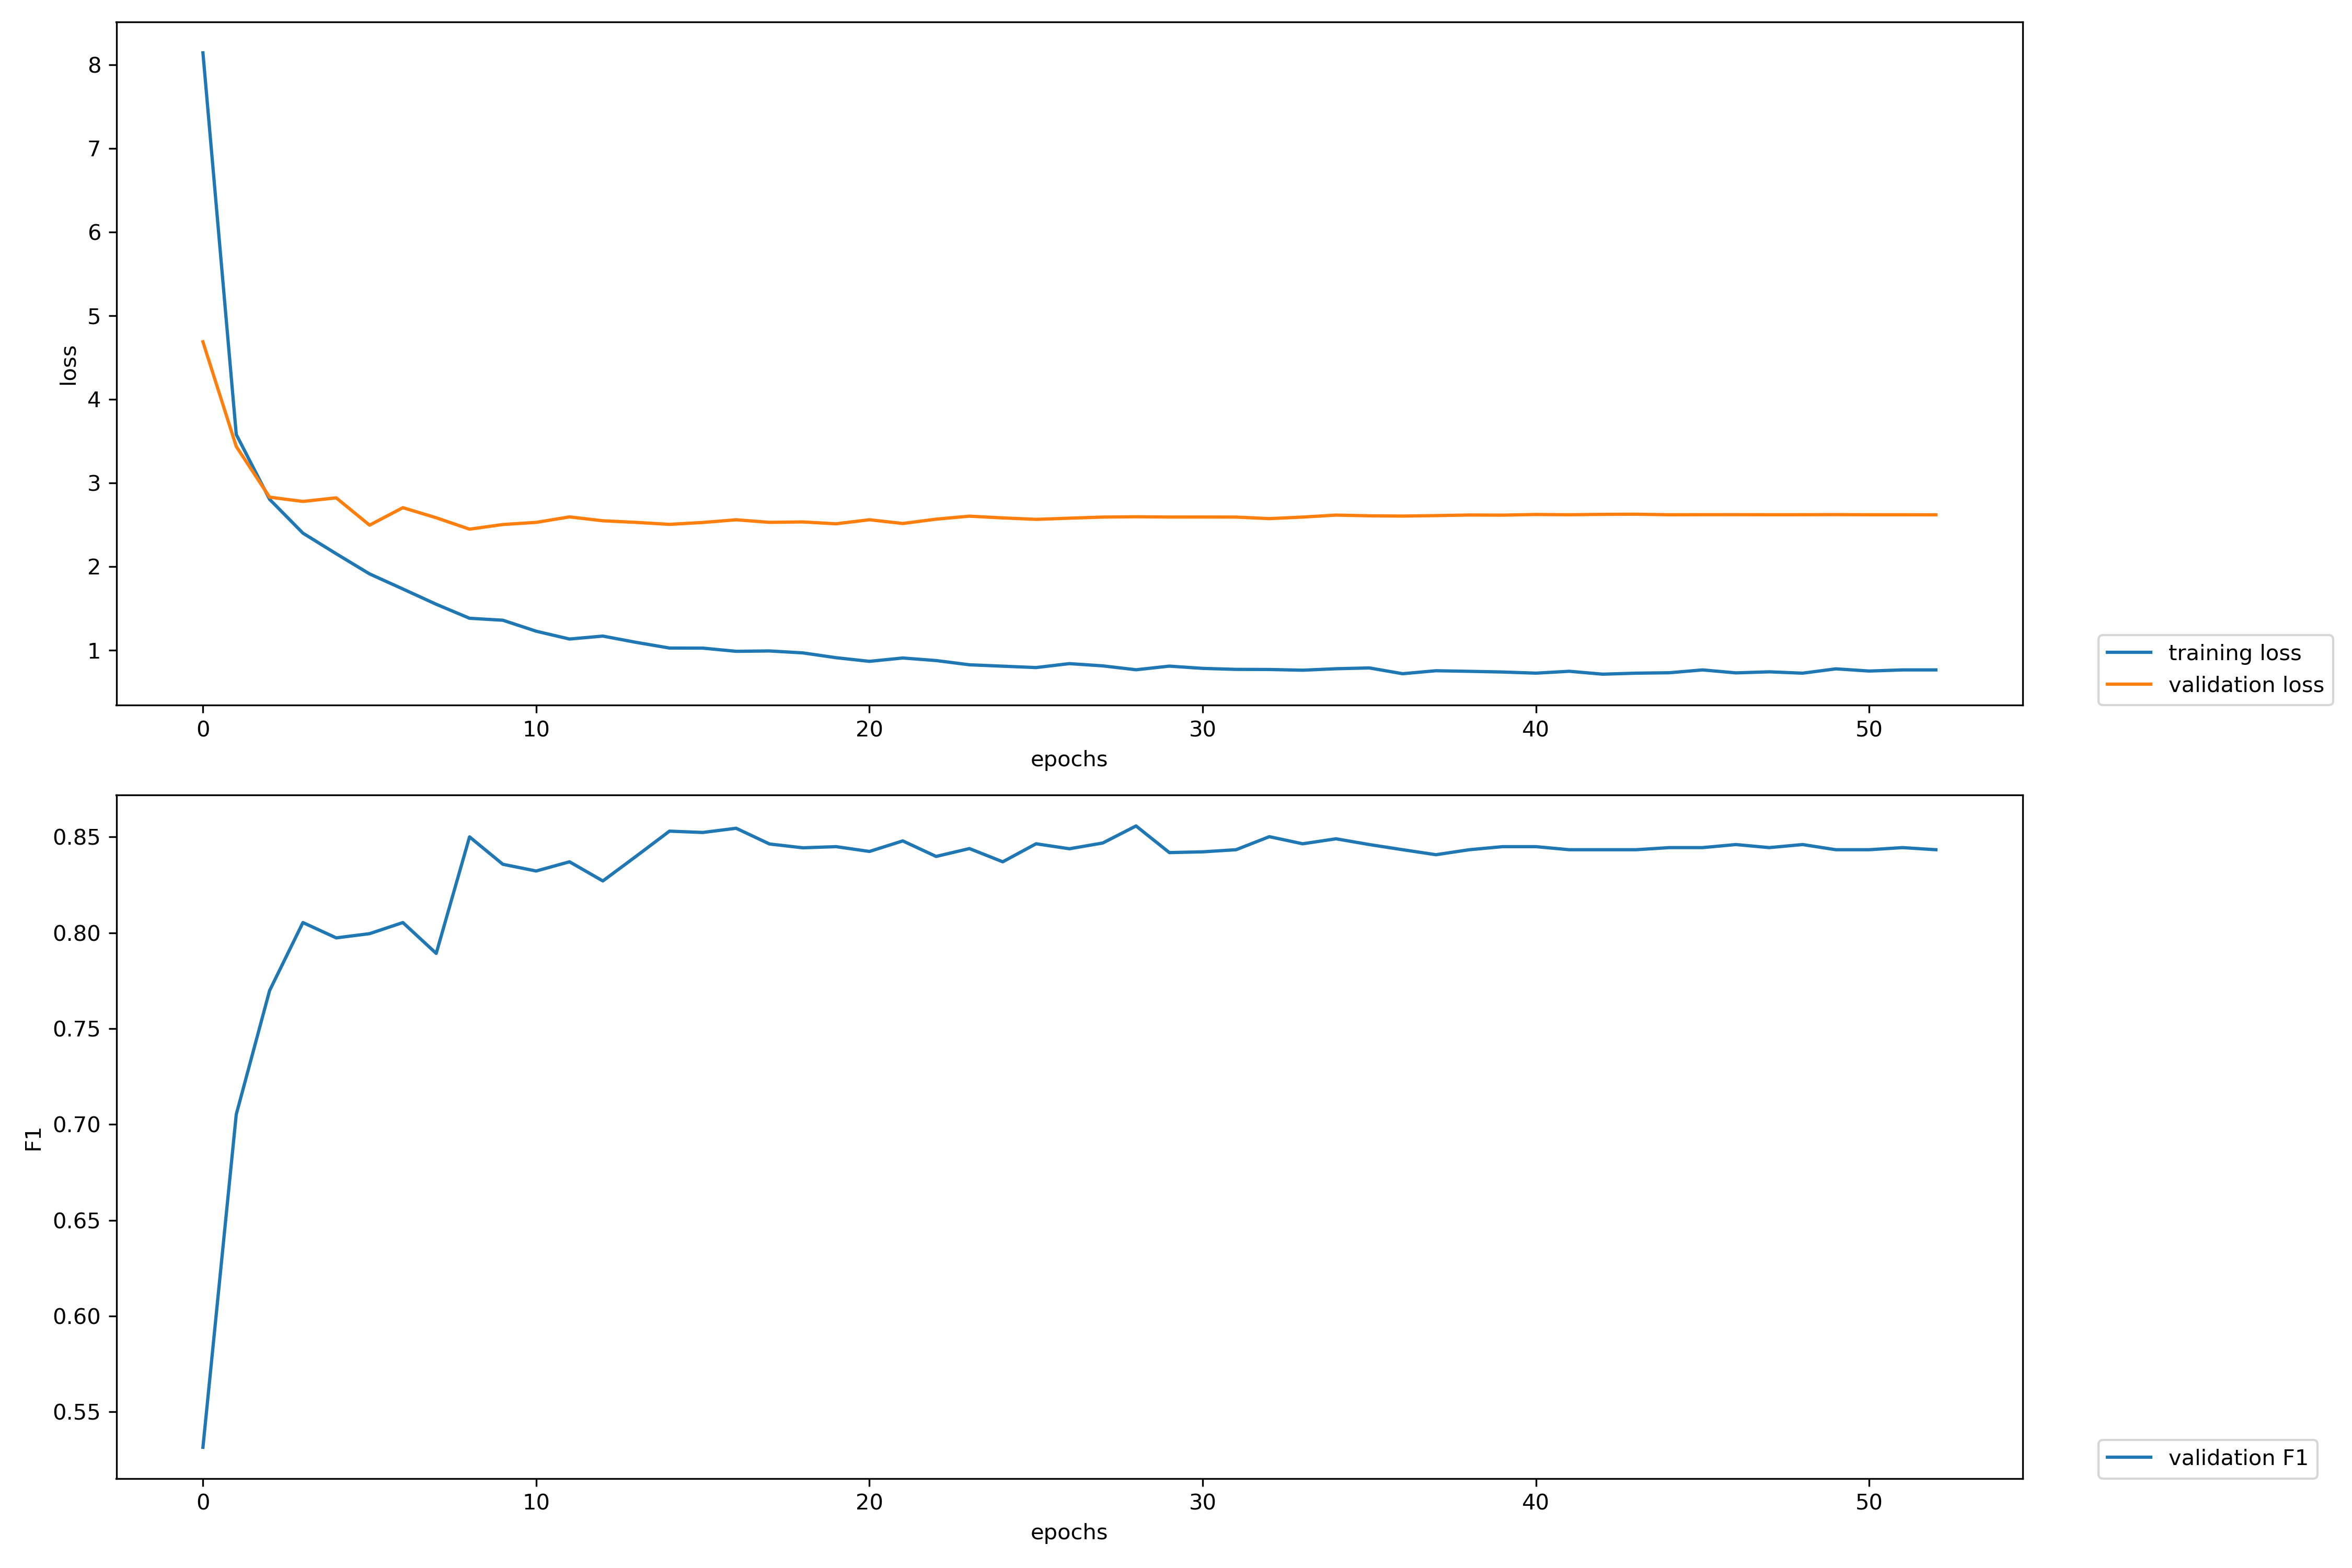 8
7
6
5
4
3
2
1
loss
0 10 20 30 40 50
epochs
training loss
validation loss
0.85
0.80
0.75
0.70
0.65
0.60
0.55
F1
0 10 20 30 40 50
epochs
validation F1